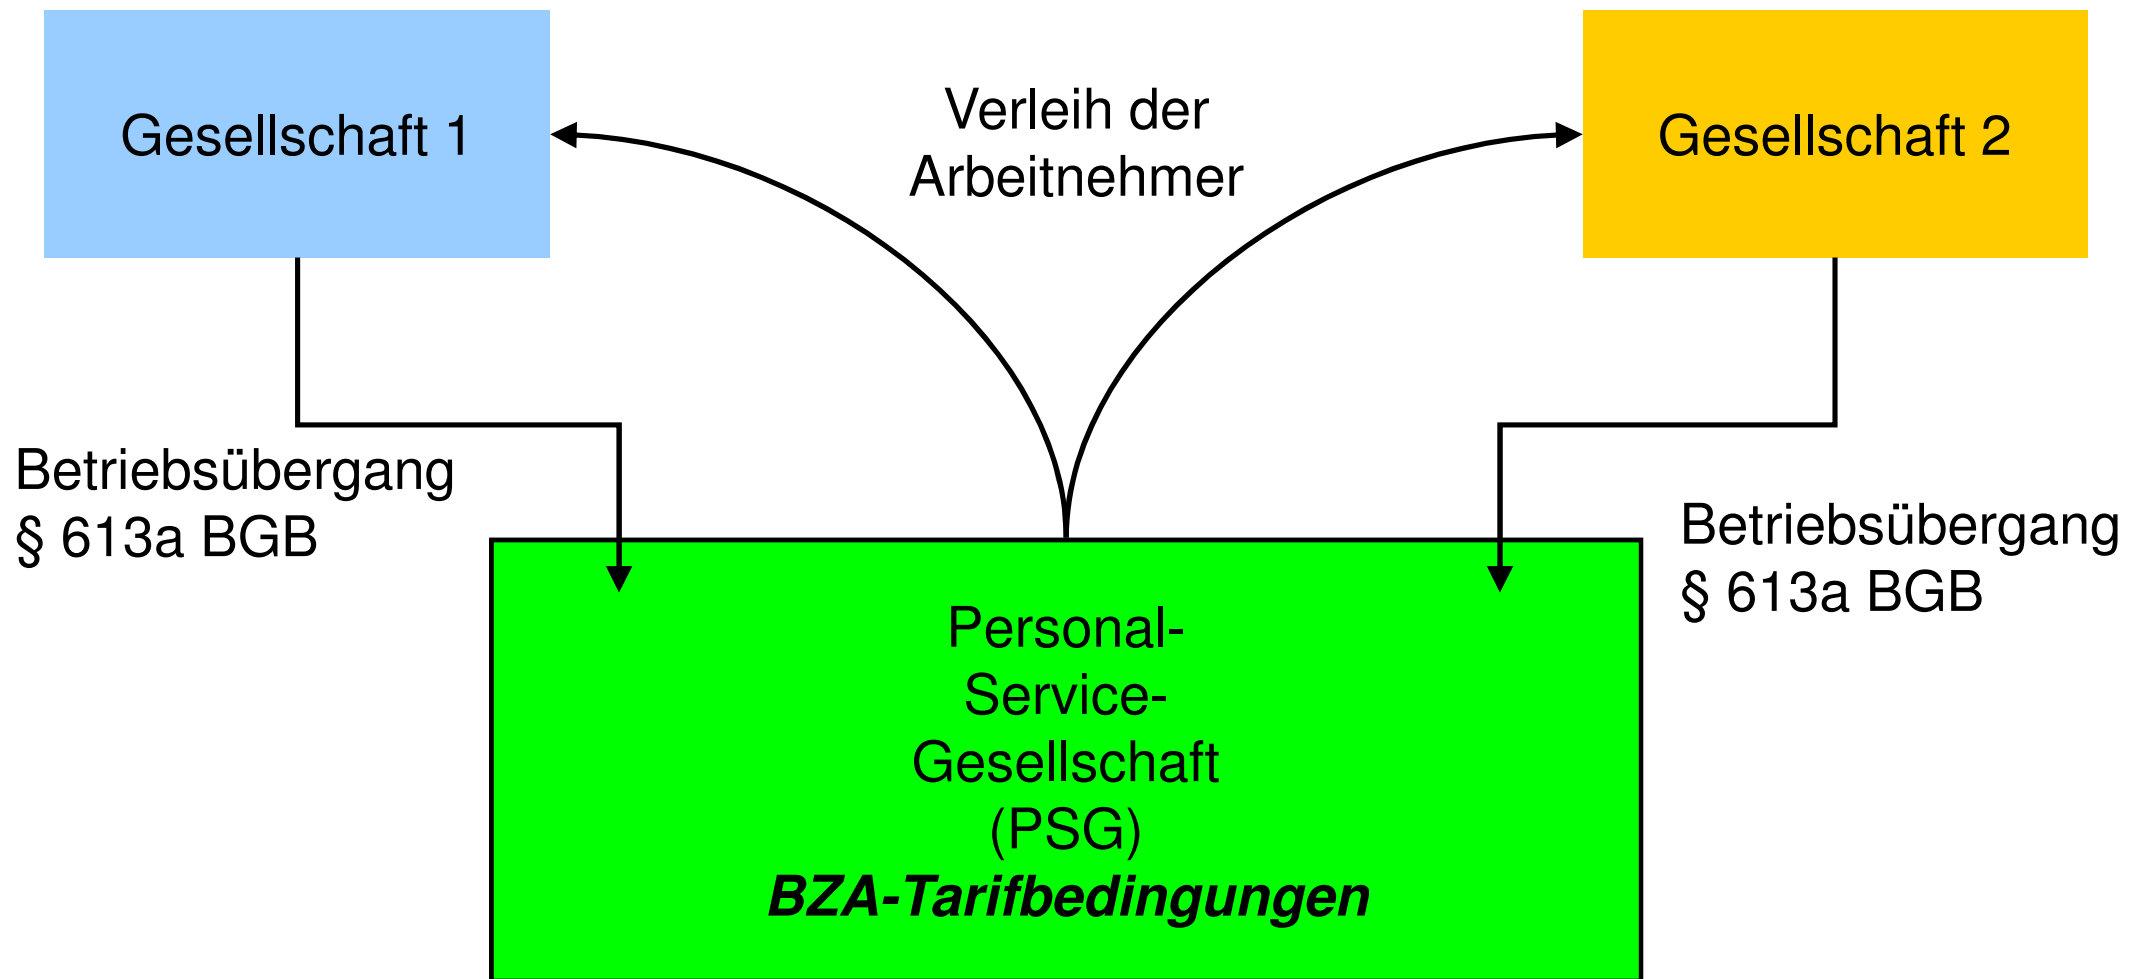 Gesellschaft 1
Verleih der
Arbeitnehmer
Gesellschaft 2
Betriebsübergang
§ 613a BGB
Betriebsübergang
§ 613a BGB
Personal-
Service-
Gesellschaft
(PSG)
BZA-Tarifbedingungen